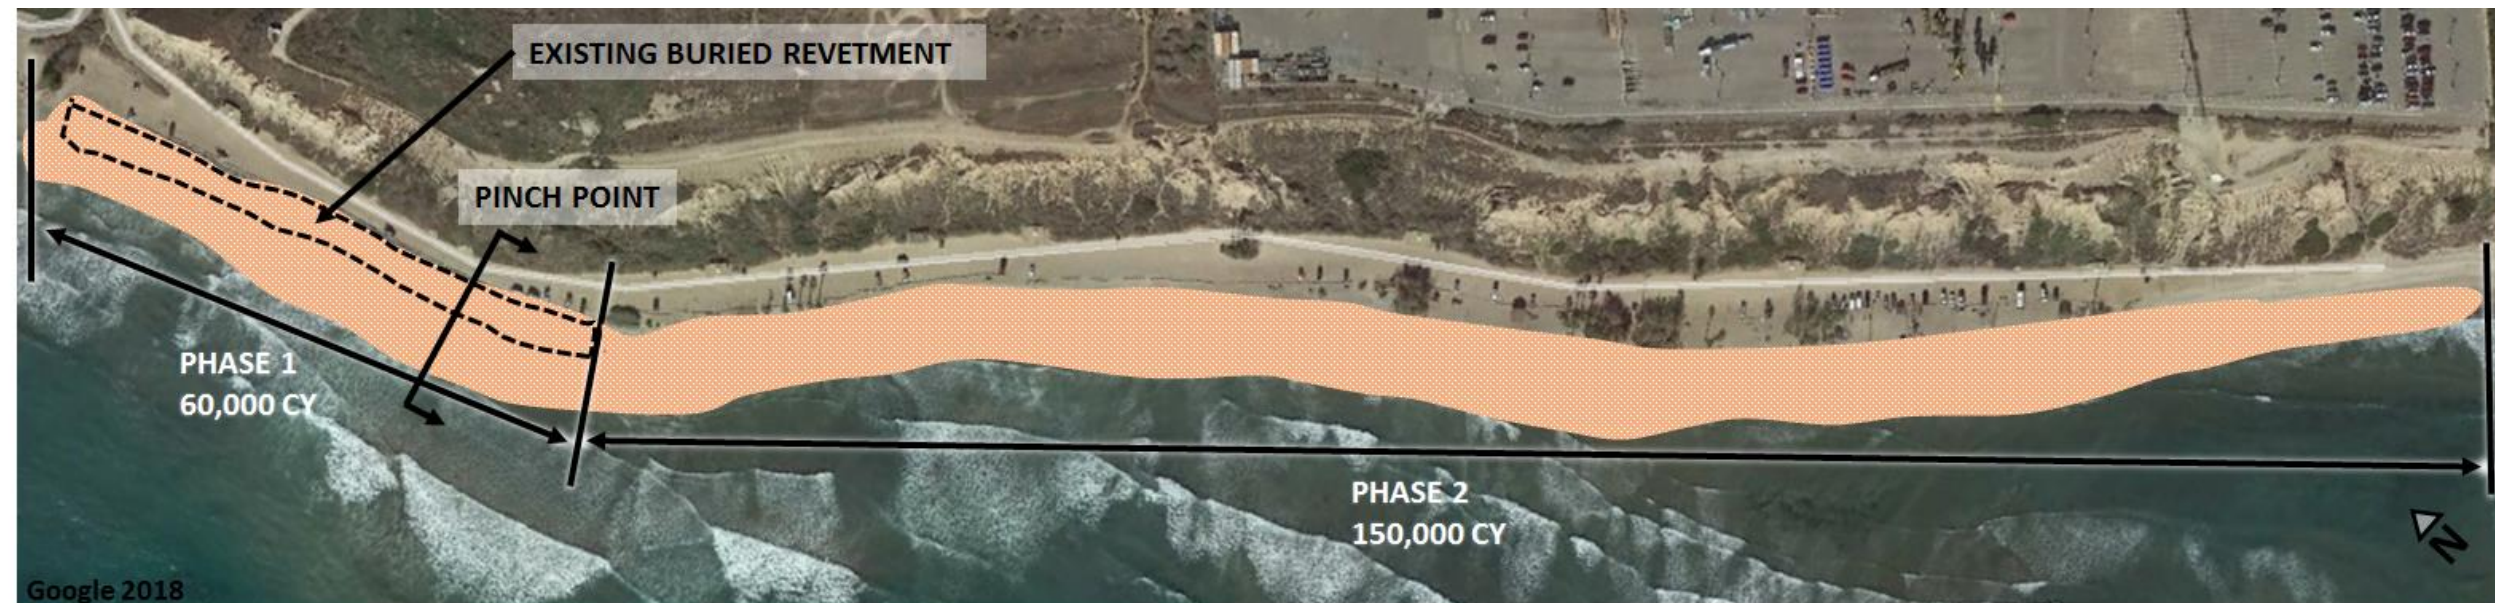 EXISTING BURIED REVETMENT
PINCH POINT
PHASE 1
60,000 CY
PHASE 2
150,000 CY
N
Google 2018